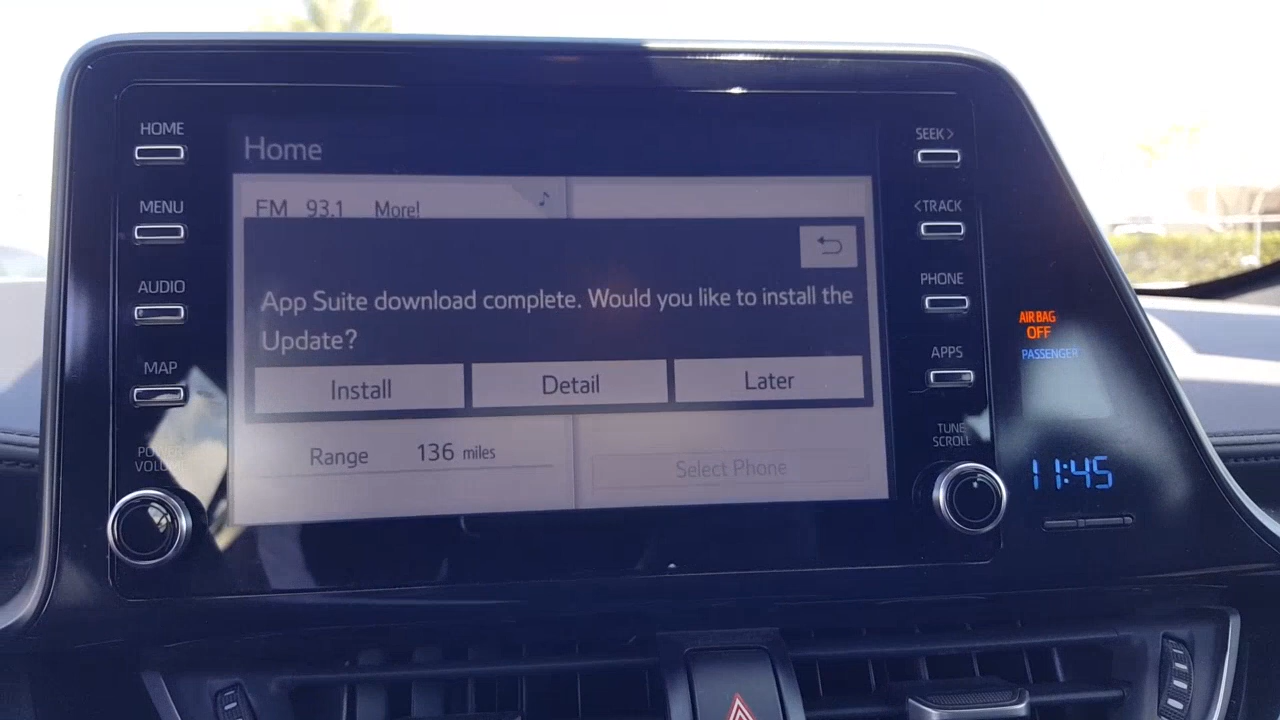 HOME
MENU
AUDIO
MAP
POWER
VOLUME
Home
FM 93.1 More!
App Suite download complete. Would you like to install the
Update?
Install Detail Later
Range 136 miles
Select Phone
SEEK>
<TRACK
PHONE
APPS
TUNE
SCROLL
AIR BAG
OFF
PASSENGER
11:45